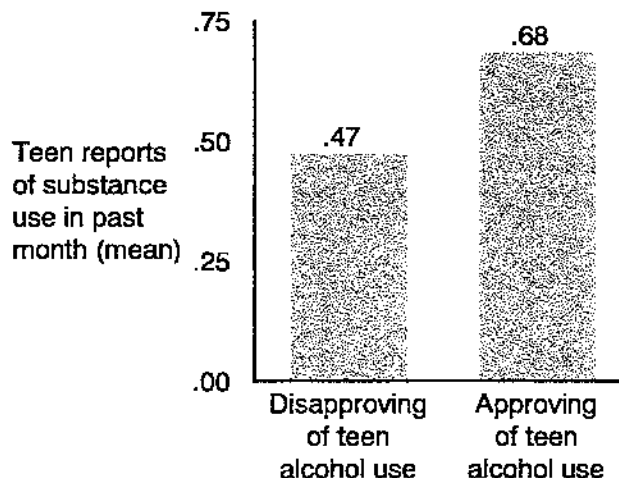 .75
.68
.50
.47
Teen reports
of substance
use in past
month (mean)
.25
.00
Disapproving
of teen
alcohol use
Approving
of teen
alcohol use